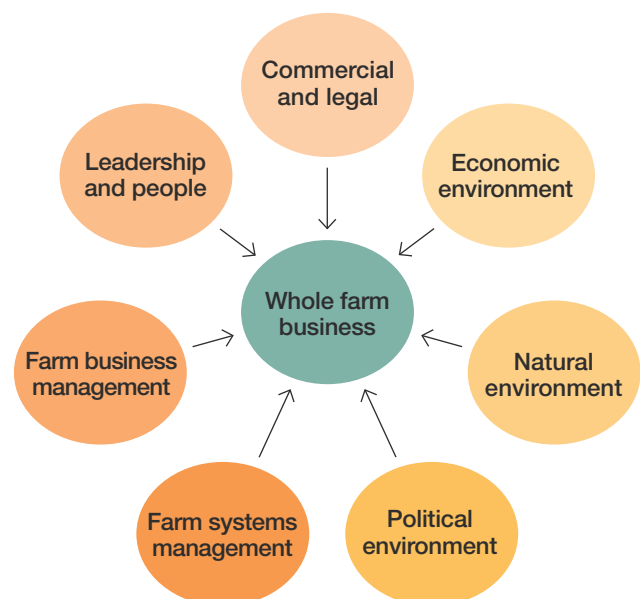 Commercial
and legal
Economic
environment
Natural
environment
Political
environment
Farm systems
management
Farm business
management
Leadership
and people
Whole farm
business